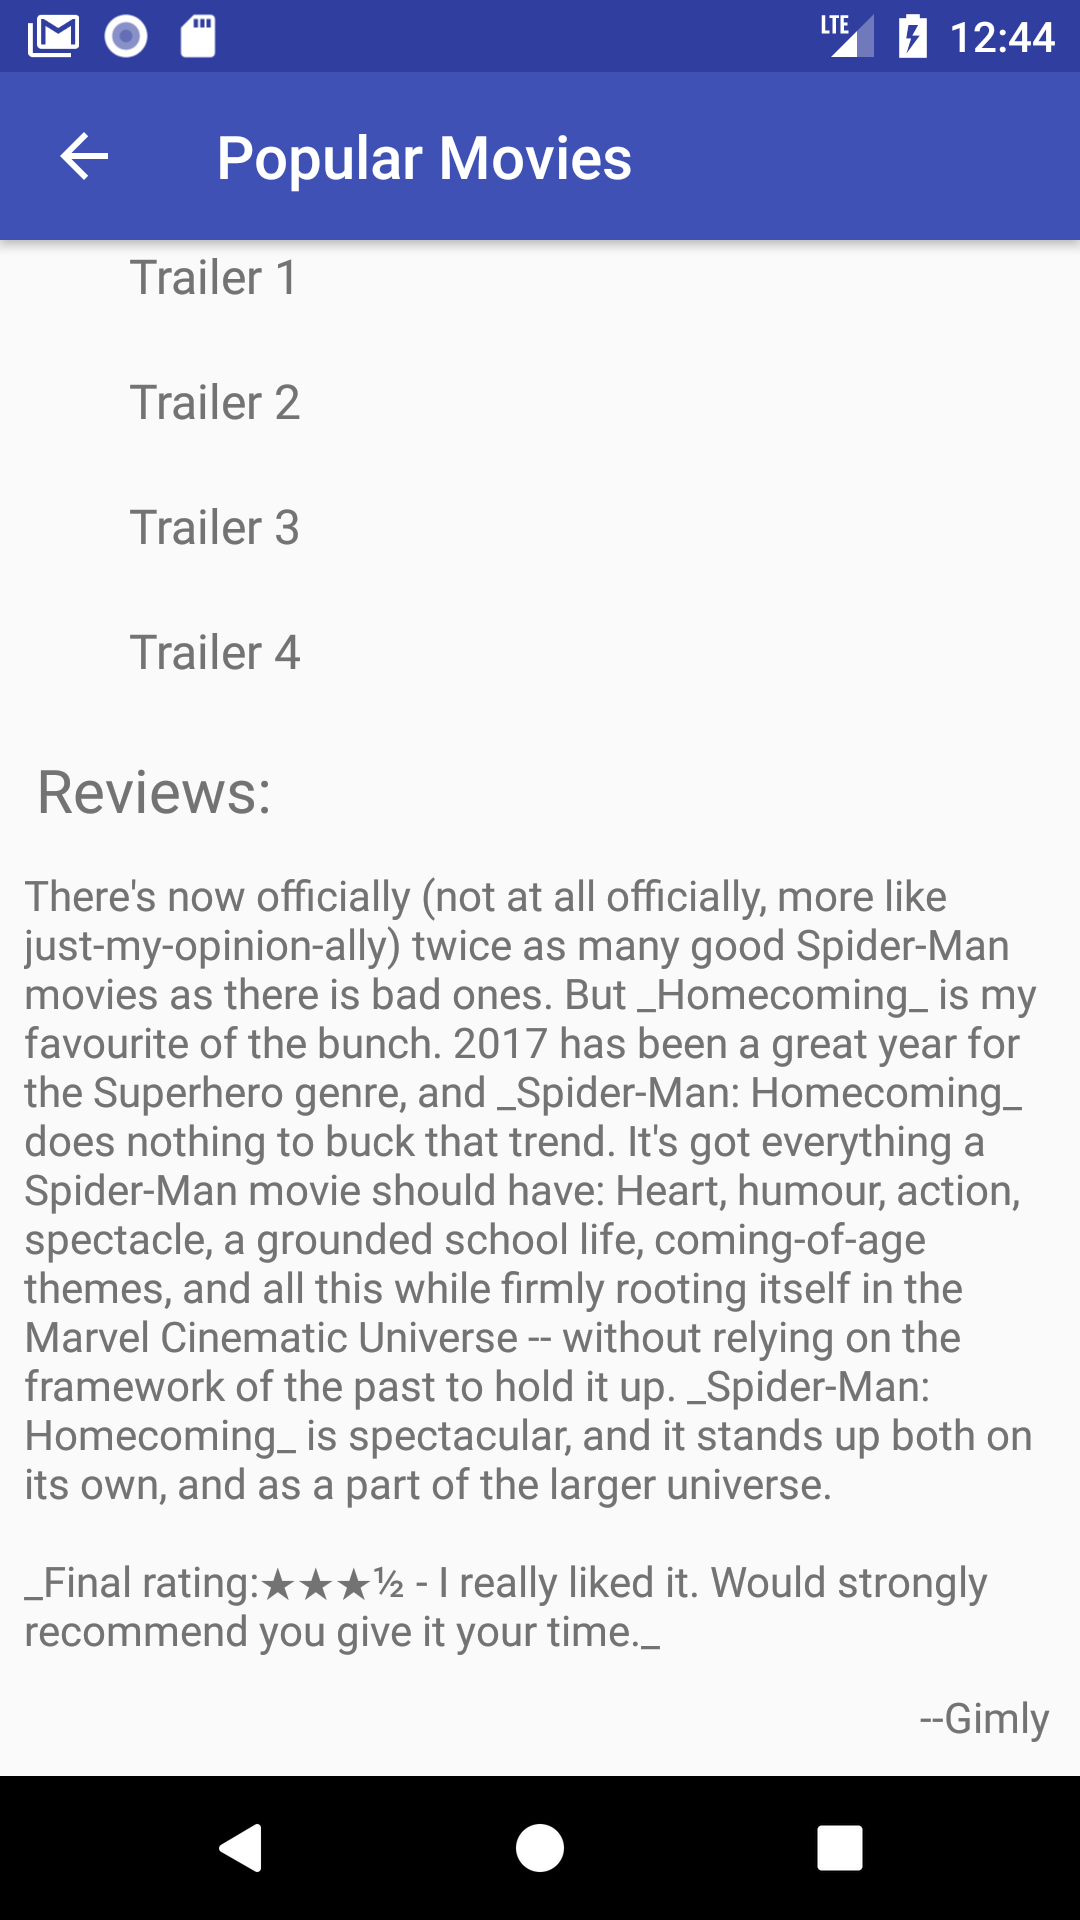 LTE 12:44
Popular Movies
Trailer 1
Trailer 2
Trailer 3
Trailer 4
Reviews:
There's now officially (not at all officially, more like
just-my-opinion-ally) twice as many good Spider-Man
movies as there is bad ones. But _Homecoming_ is my
favourite of the bunch. 2017 has been a great year for
the Superhero genre, and _Spider-Man: Homecoming_
does nothing to buck that trend. It's got everything a
Spider-Man movie should have: Heart, humour, action,
spectacle, a grounded school life, coming-of-age
themes, and all this while firmly rooting itself in the
Marvel Cinematic Universe -- without relying on the
framework of the past to hold it up. _Spider-Man:
Homecoming_ is spectacular, and it stands up both on
its own, and as a part of the larger universe.
_Final rating:★★★½ - I really liked it. Would strongly
recommend you give it your time._
--Gimly